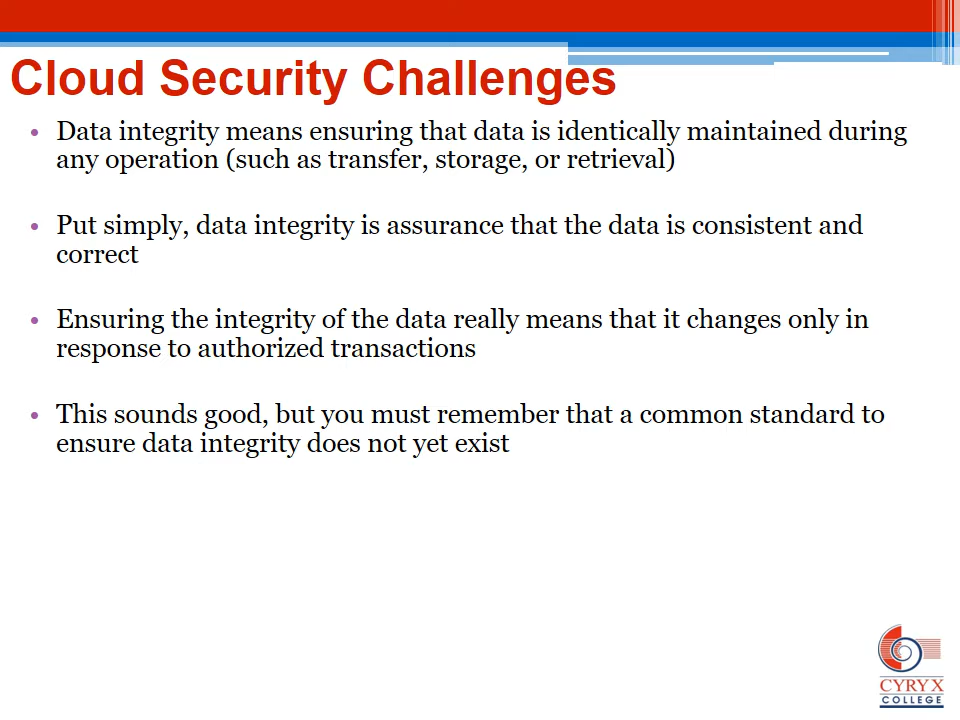 Cloud Security Challenges
• Data integrity means ensuring that data is identically maintained during
any operation (such as transfer, storage, or retrieval)
• Put simply, data integrity is assurance that the data is consistent and
correct
• Ensuring the integrity of the data really means that it changes only in
response to authorized transactions
• This sounds good, but you must remember that a common standard to
ensure data integrity does not yet exist
CYRYX
COLLEGE